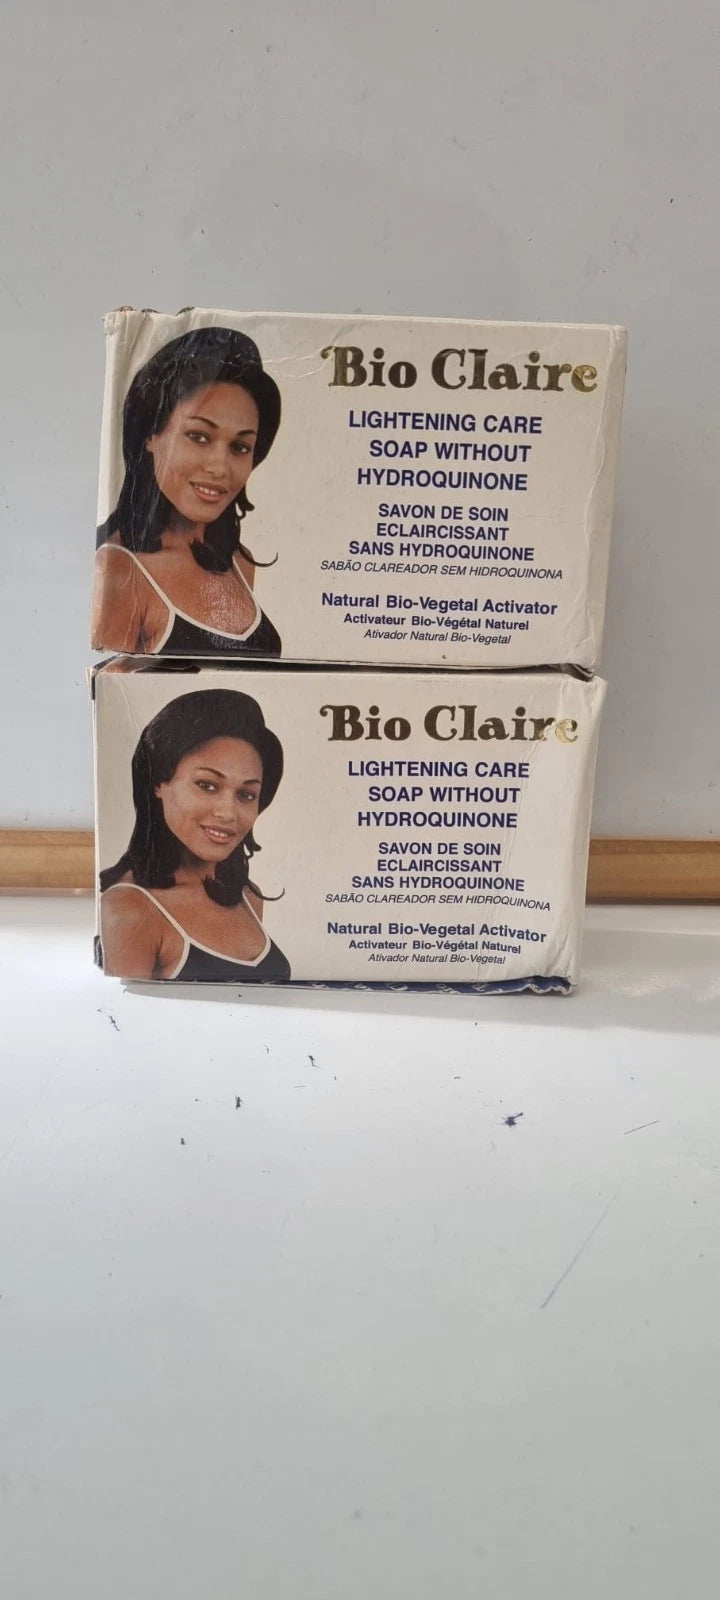 Bio Claire
LIGHTENING CARE
SOAP WITHOUT
HYDROQUINONE
SAVON DE SOIN
ECLAIRCISSANT
SANS HYDROQUINONE
SABÃO CLAREADOR SEM HIDROQUINONA
Natural Bio-Vegetal Activator
Activateur Bio-Végétal Naturel
Ativador Natural Bio-Vegetal
Bio Claire
LIGHTENING CARE
SOAP WITHOUT
HYDROQUINONE
SAVON DE SOIN
ECLAIRCISSANT
SANS HYDROQUINONE
SABÃO CLAREADOR SEM HIDROQUINONA
Natural Bio-Vegetal Activator
Activateur Bio-Végétal Naturel
Ativador Natural Bio-Vegetal